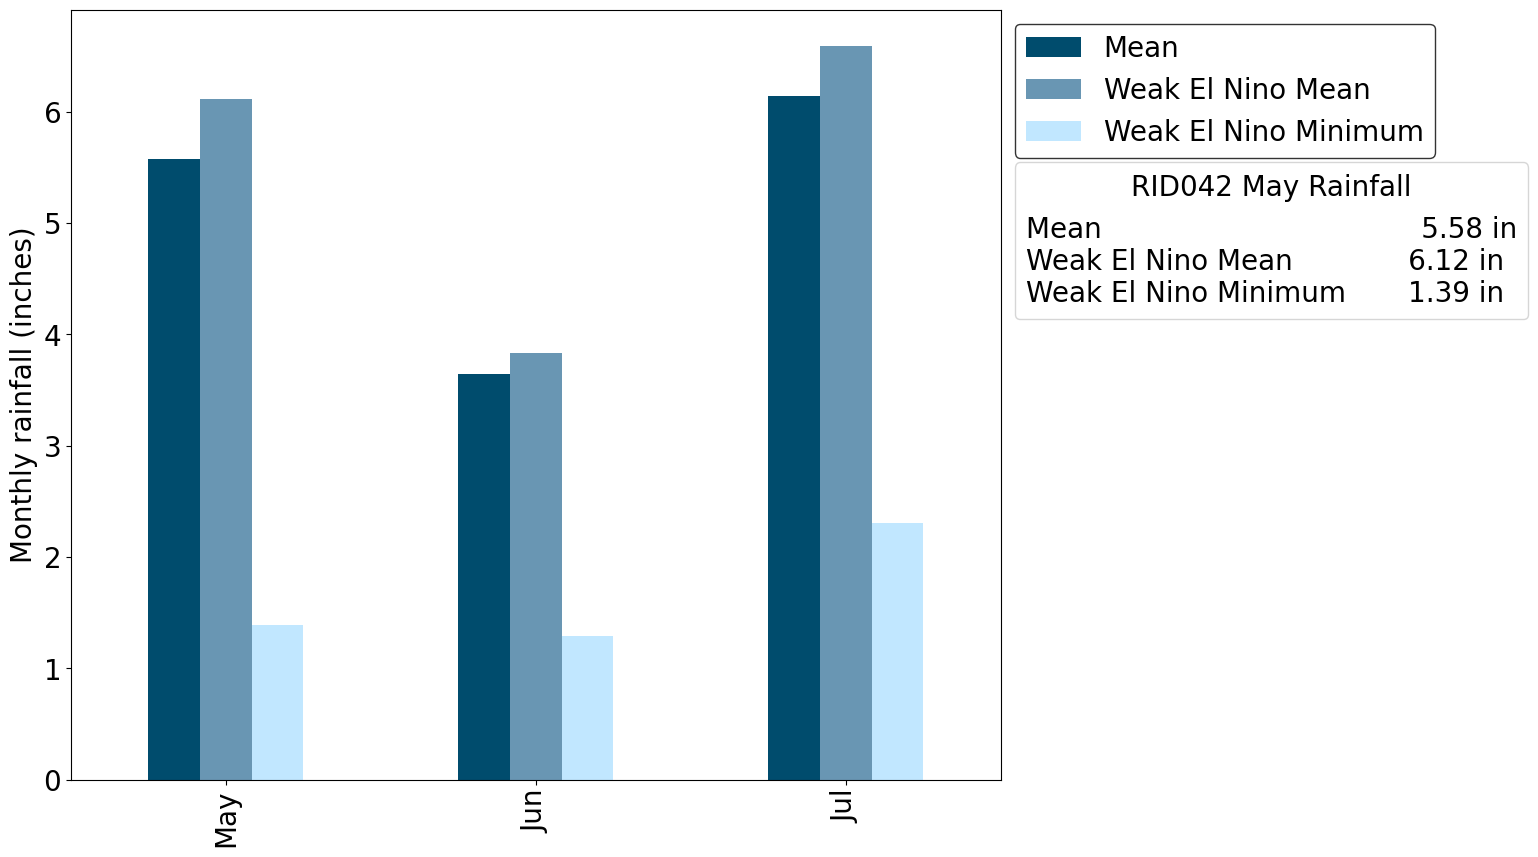 Monthly rainfall (inches)
6
5
4
3
2
1
0
May
Jun
Jul
Mean
Weak El Nino Mean
Weak El Nino Minimum
RID042 May Rainfall
Mean 5.58 in
Weak El Nino Mean 6.12 in
Weak El Nino Minimum 1.39 in